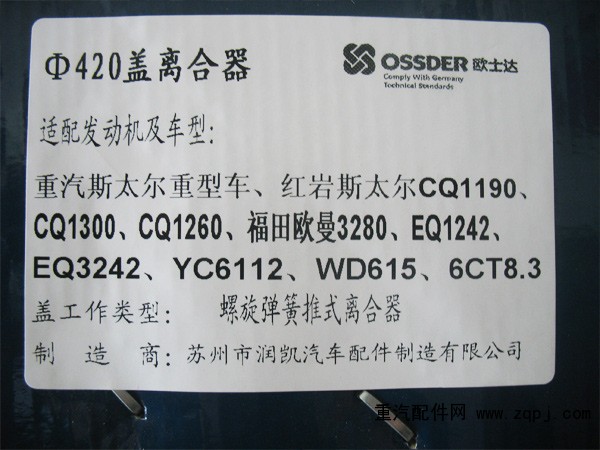 Φ420盖离合器
OSSDER 欧士达
Comply With Germany
Technical Standards
适配发动机及车型:
重汽斯太尔重型车、红岩斯太尔CQ1190、
CQ1300、CQ1260、福田欧曼3280、EQ1242、
EQ3242、YC6112、WD615、6CT8.3
盖工作类型: 螺旋弹簧推式离合器
制造商: 苏州市润凯汽车配件制造有限公司
重汽配件网 www.zqpj.com